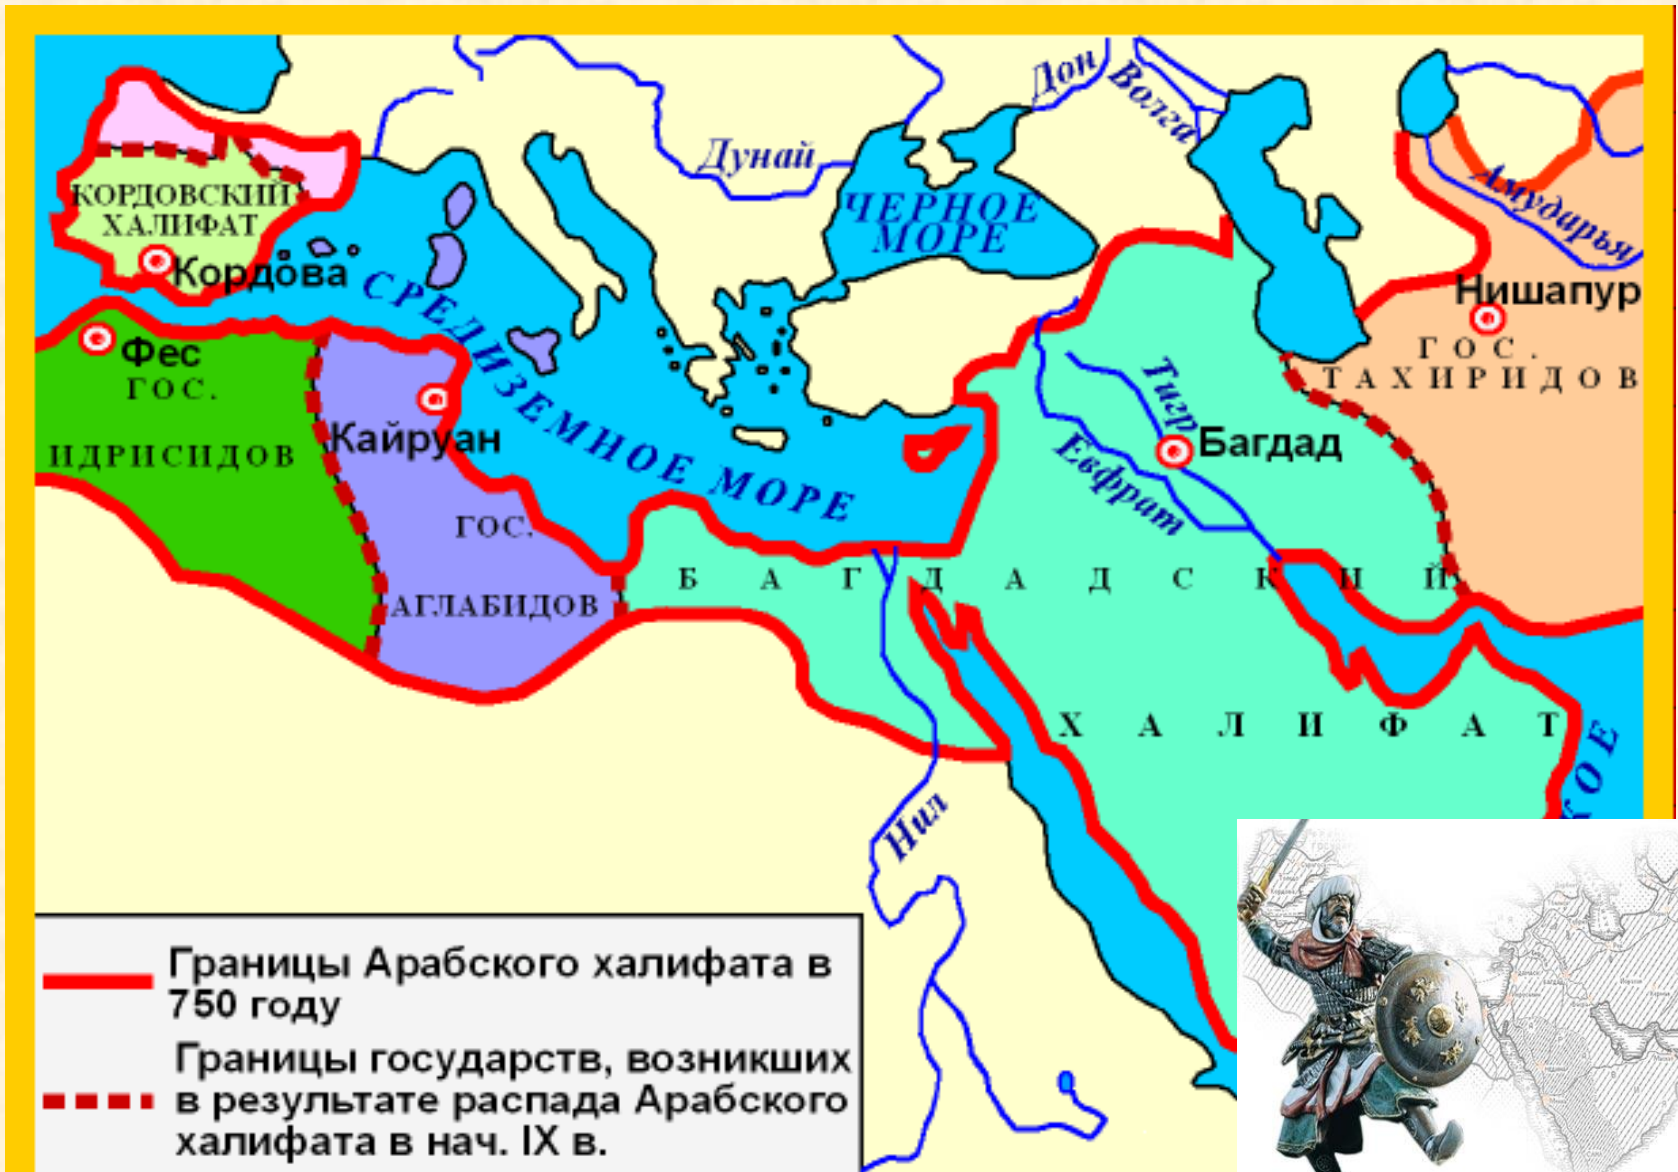 Дон
Волга
Дунай
ЧЕРНОЕ
МОРЕ
Амударья
КОРДОВСКИЙ
ХАЛИФАТ
Кордова
СРЕДИЗЕМНОЕ МОРЕ
Нишапур
ГОС.
ТАХИРИДОВ
Фес
ГОС.
ИДРИСИДОВ
Кайруан
ГОС.
АГЛАБИДОВ
Тигр
Багдад
Евфрат
БАГДАДСКИЙ
ХАЛИФАТ
КОЕ
Нил
Границы Арабского халифата в
750 году
Границы государств, возникших
в результате распада Арабского
халифата в нач. IX в.